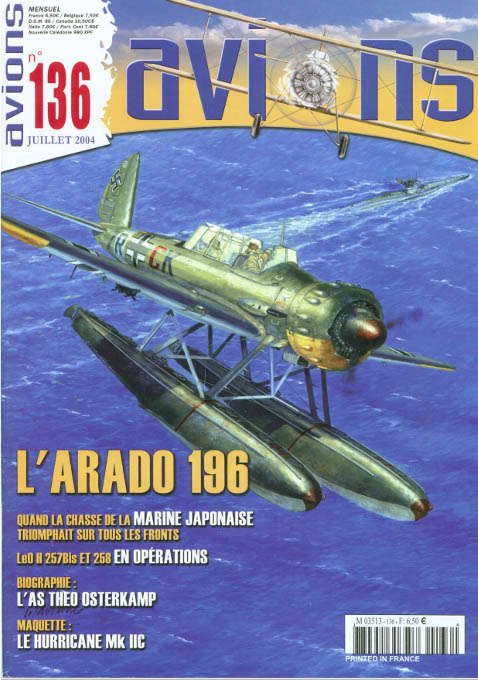 avions
n° 136
JUILLET 2004
MENSUEL
France 6,50€ / Belgique 7,50€
D.O.M. 8€ / Canada 10,50C$
Italie 7,60€ / Port. Cont 7,60€
Nouvelle Calédonie 980 XPF
avions
L'ARADO 196
QUAND LA CHASSE DE LA MARINE JAPONAISE
TRIOMPHAIT SUR TOUS LES FRONTS
LeO H 257Bis ET 258 EN OPÉRATIONS
BIOGRAPHIE :
L'AS THEO OSTERKAMP
MAQUETTE :
LE HURRICANE Mk IIC
M 03513 - 136 - F: 6,50 €
PRINTED IN FRANCE